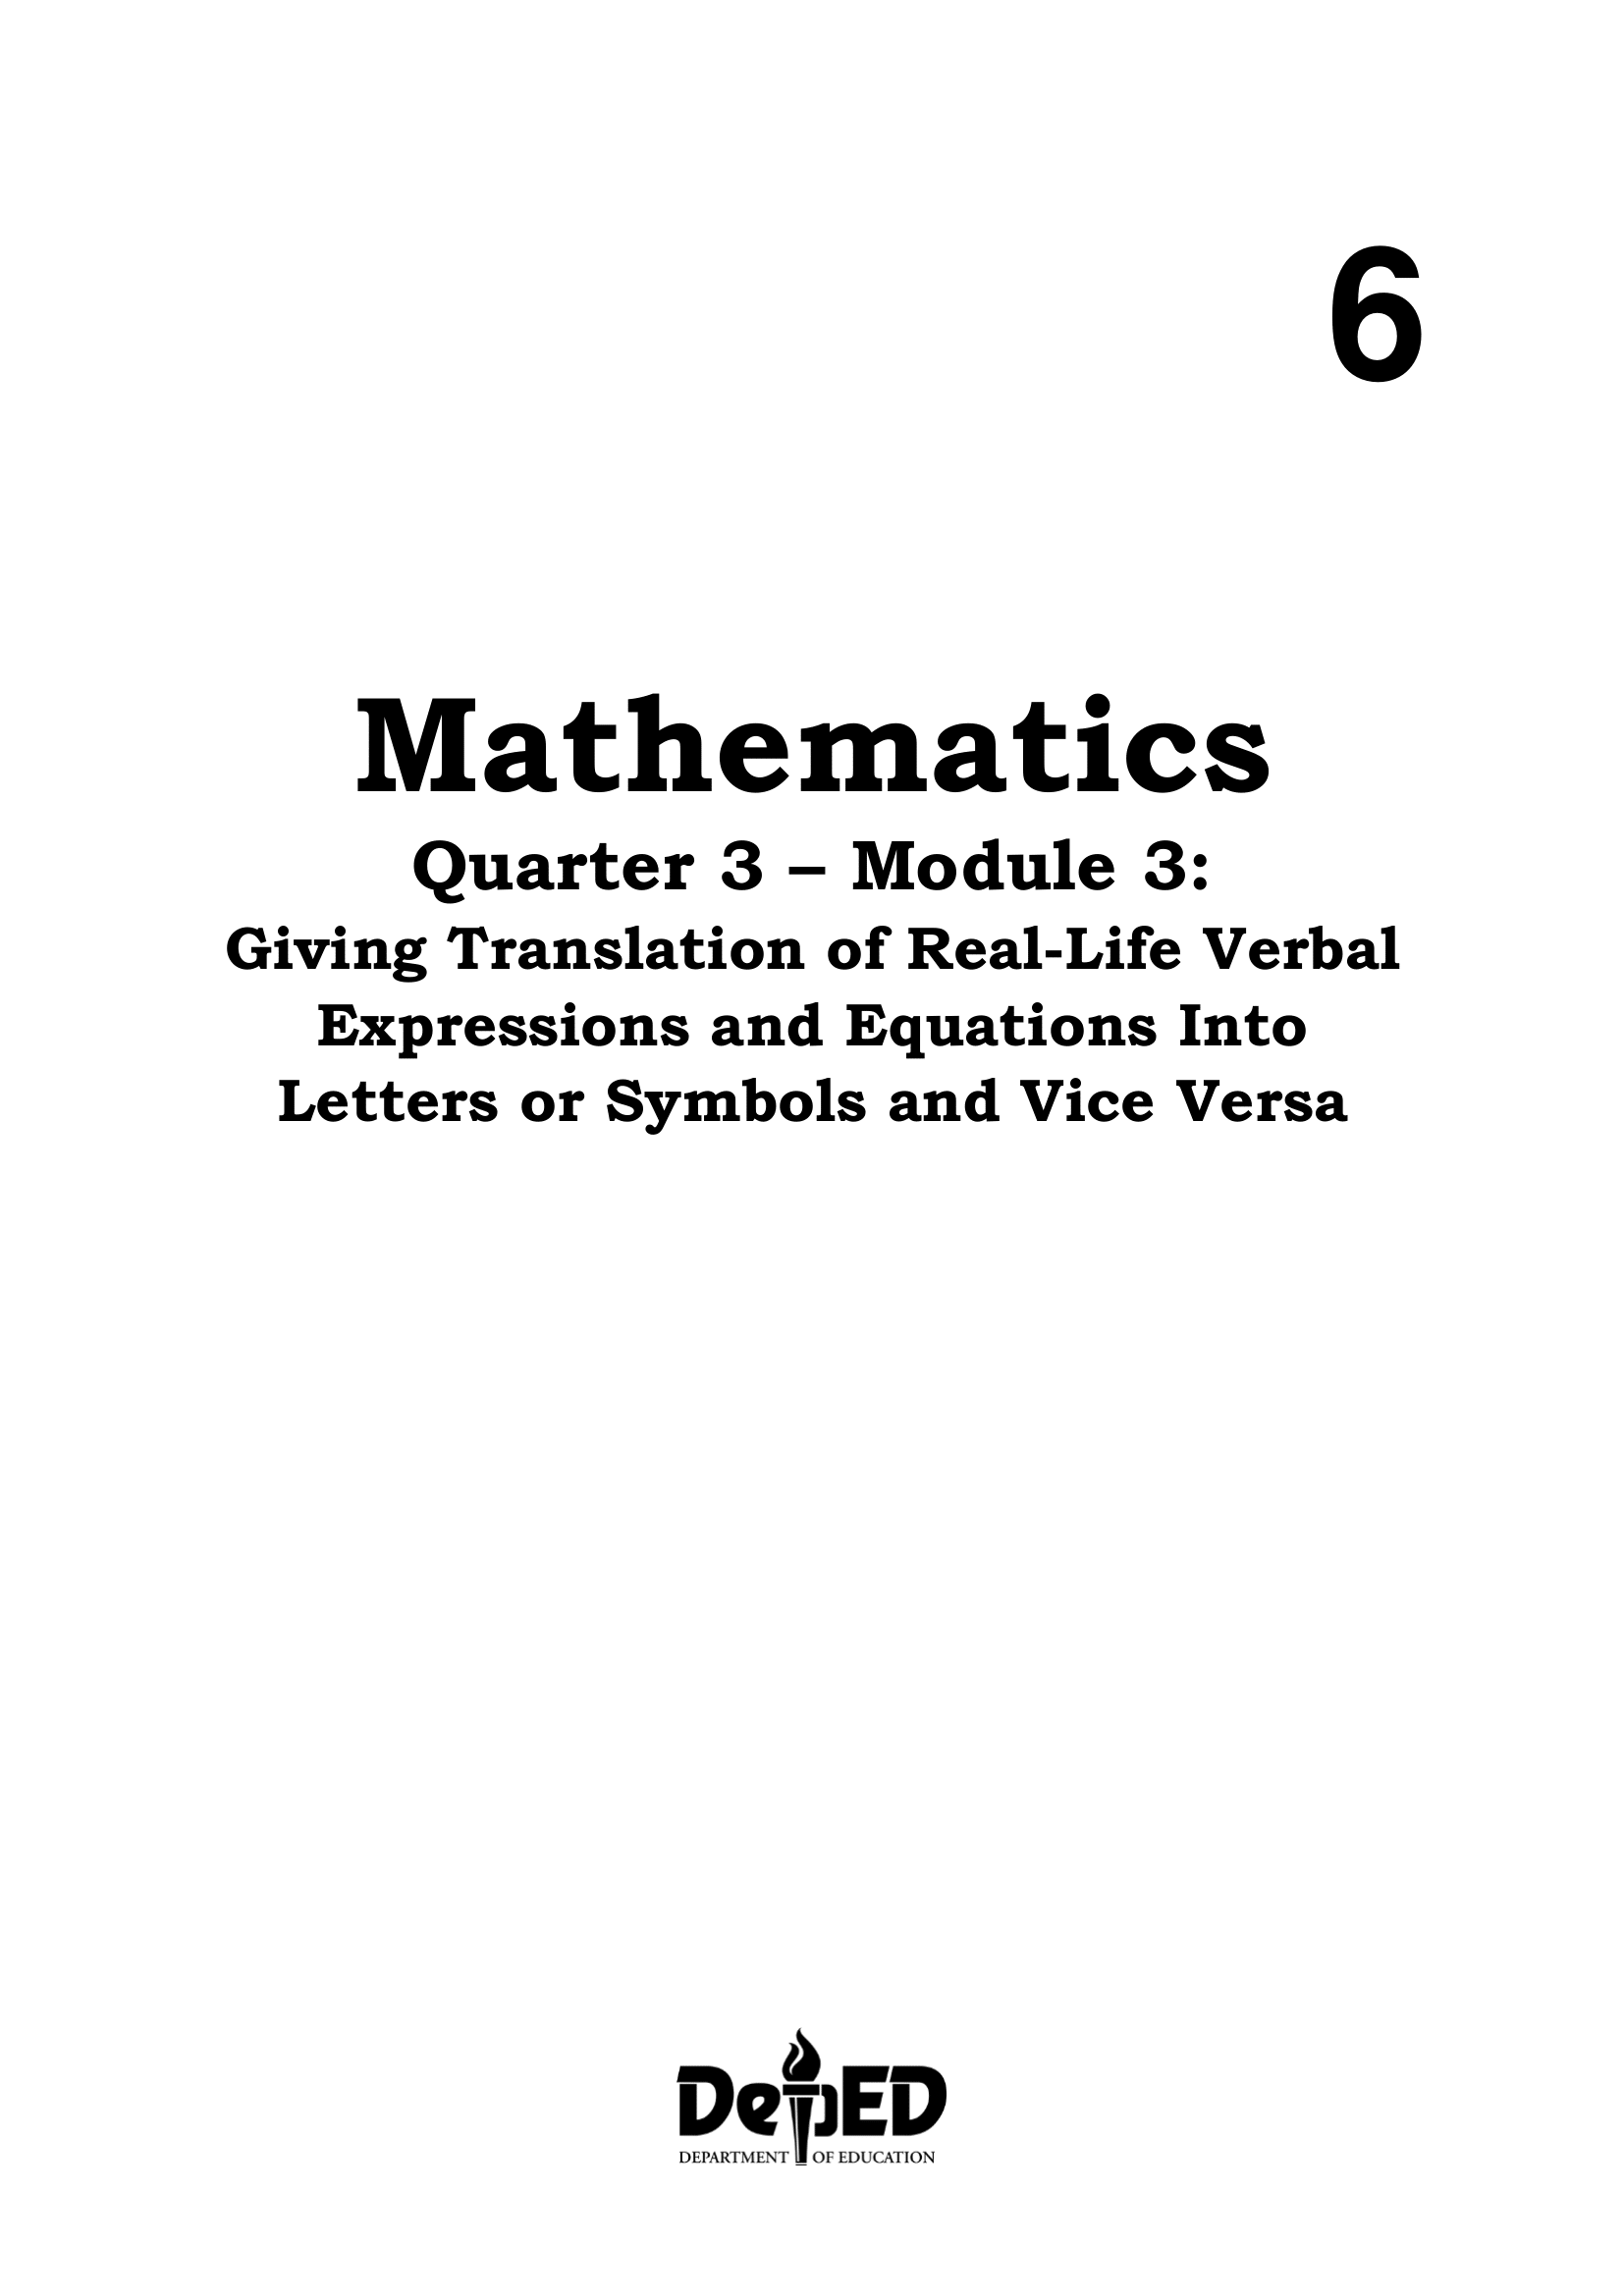 6
Mathematics
Quarter 3 – Module 3:
Giving Translation of Real-Life Verbal
Expressions and Equations Into
Letters or Symbols and Vice Versa
DepED
DEPARTMENT OF EDUCATION